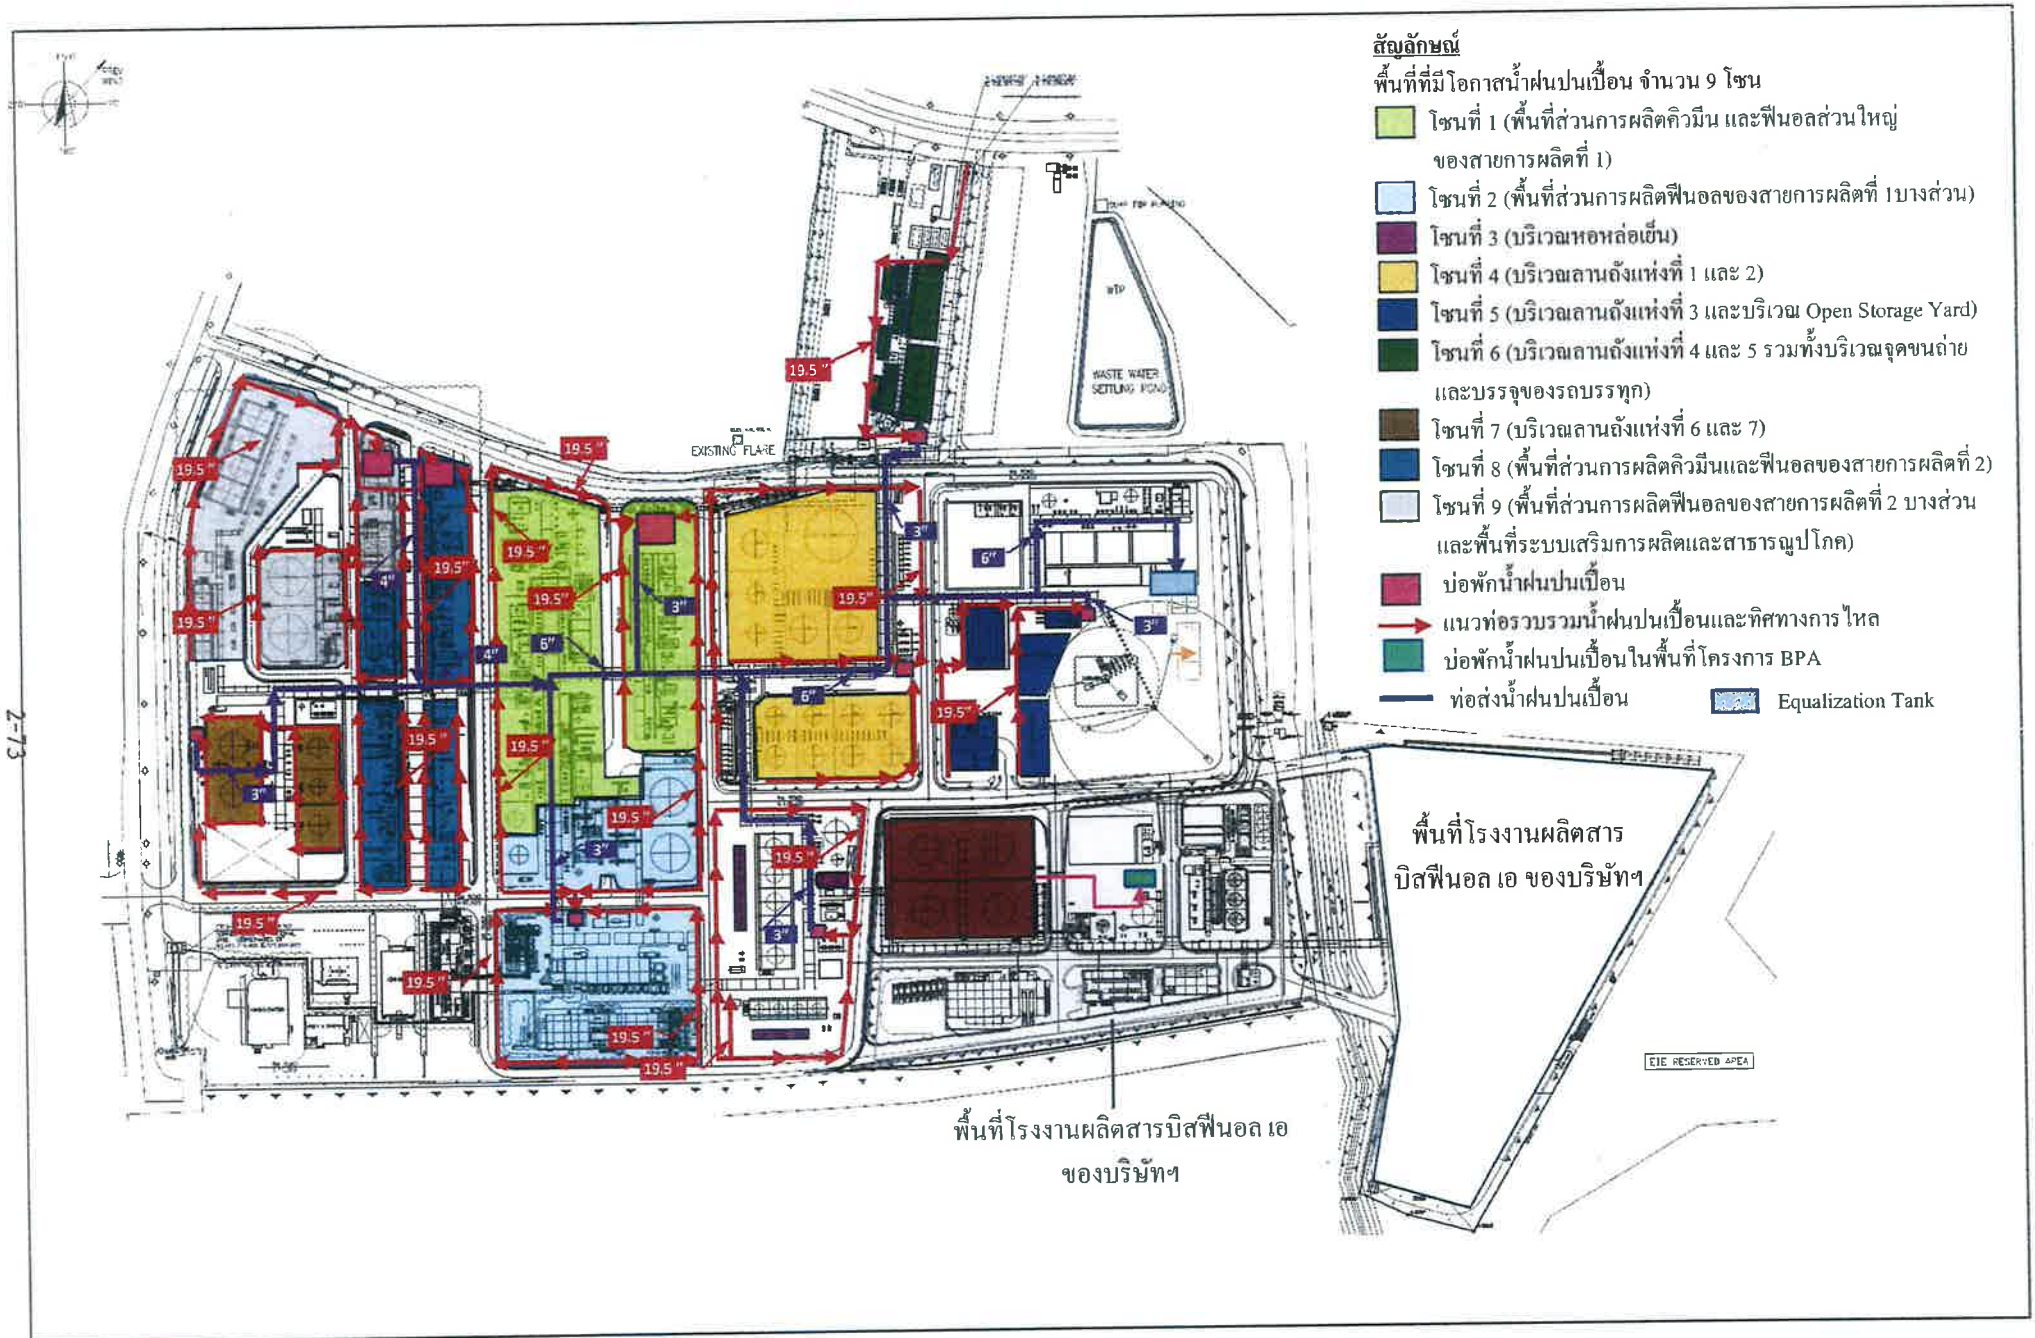 สัญลักษณ์
พื้นที่ที่มีโอกาสน้ำฝนปนเปื้อน จำนวน 9 โซน
โซนที่ 1 (พื้นที่ส่วนการผลิตคิวมีน และฟีนอลส่วนใหญ่
ของสายการผลิตที่ 1)
โซนที่ 2 (พื้นที่ส่วนการผลิตฟีนอลของสายการผลิตที่ 1บางส่วน)
โซนที่ 3 (บริเวณหอหล่อเย็น)
โซนที่ 4 (บริเวณลานถังแห่งที่ 1 และ 2)
โซนที่ 5 (บริเวณลานถังแห่งที่ 3 และบริเวณ Open Storage Yard)
โซนที่ 6 (บริเวณลานถังแห่งที่ 4 และ 5 รวมทั้งบริเวณจุดขนถ่าย
และบรรจุของรถบรรทุก)
โซนที่ 7 (บริเวณลานถังแห่งที่ 6 และ 7)
โซนที่ 8 (พื้นที่ส่วนการผลิตคิวมีนและฟีนอลของสายการผลิตที่ 2)
โซนที่ 9 (พื้นที่ส่วนการผลิตฟีนอลของสายการผลิตที่ 2 บางส่วน
และพื้นที่ระบบเสริมการผลิตและสาธารณูปโภค)
บ่อพักน้ำฝนปนเปื้อน
แนวท่อรวบรวมน้ำฝนปนเปื้อนและทิศทางการไหล
บ่อพักน้ำฝนปนเปื้อนในพื้นที่โครงการ BPA
ท่อส่งน้ำฝนปนเปื้อน
Equalization Tank
WTP
WASTE WATER
SETTLING POND
19.5 "
EXISTING FLARE
19.5 "
19.5 "
3"
19.5 "
6"
19.5 "
4"
19.5 "
19.5 "
3"
19.5 "
3"
19.5 "
6"
4"
6"
19.5"
19.5 "
19.5 "
3"
19.5 "
3"
19.5 "
19.5 "
3"
19.5 "
19.5 "
19.5 "
พื้นที่โรงงานผลิตสาร
บิสฟีนอล เอ ของบริษัทฯ
EIE RESERVED AREA
19.5 "
พื้นที่โรงงานผลิตสารบิสฟีนอล เอ
ของบริษัทฯ
2-73